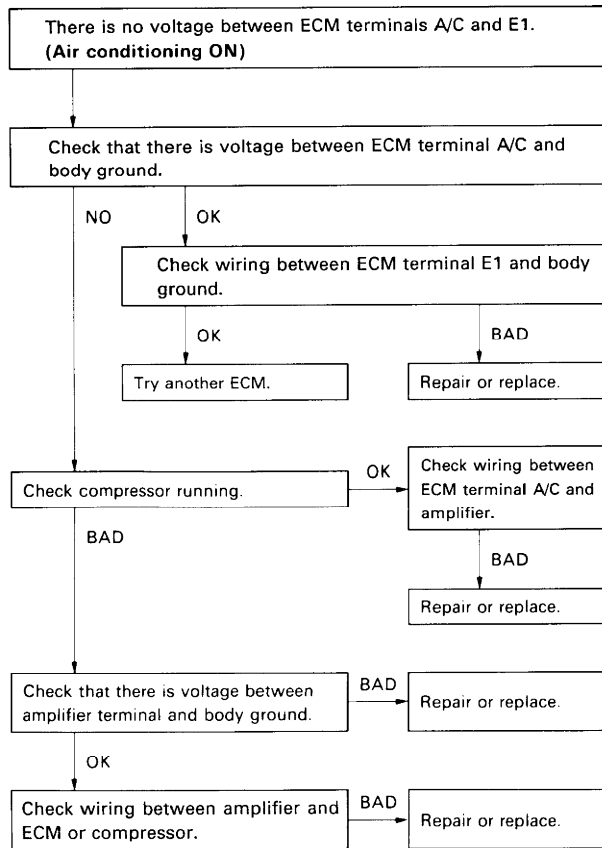 There is no voltage between ECM terminals A/C and E1.
(Air conditioning ON)
Check that there is voltage between ECM terminal A/C and
body ground.
NO
OK
Check wiring between ECM terminal E1 and body
ground.
OK
BAD
Try another ECM.
Repair or replace.
Check compressor running.
OK
Check wiring between
ECM terminal A/C and
amplifier.
BAD
BAD
Repair or replace.
Check that there is voltage between
amplifier terminal and body ground.
BAD
Repair or replace.
OK
Check wiring between amplifier and
ECM or compressor.
BAD
Repair or replace.